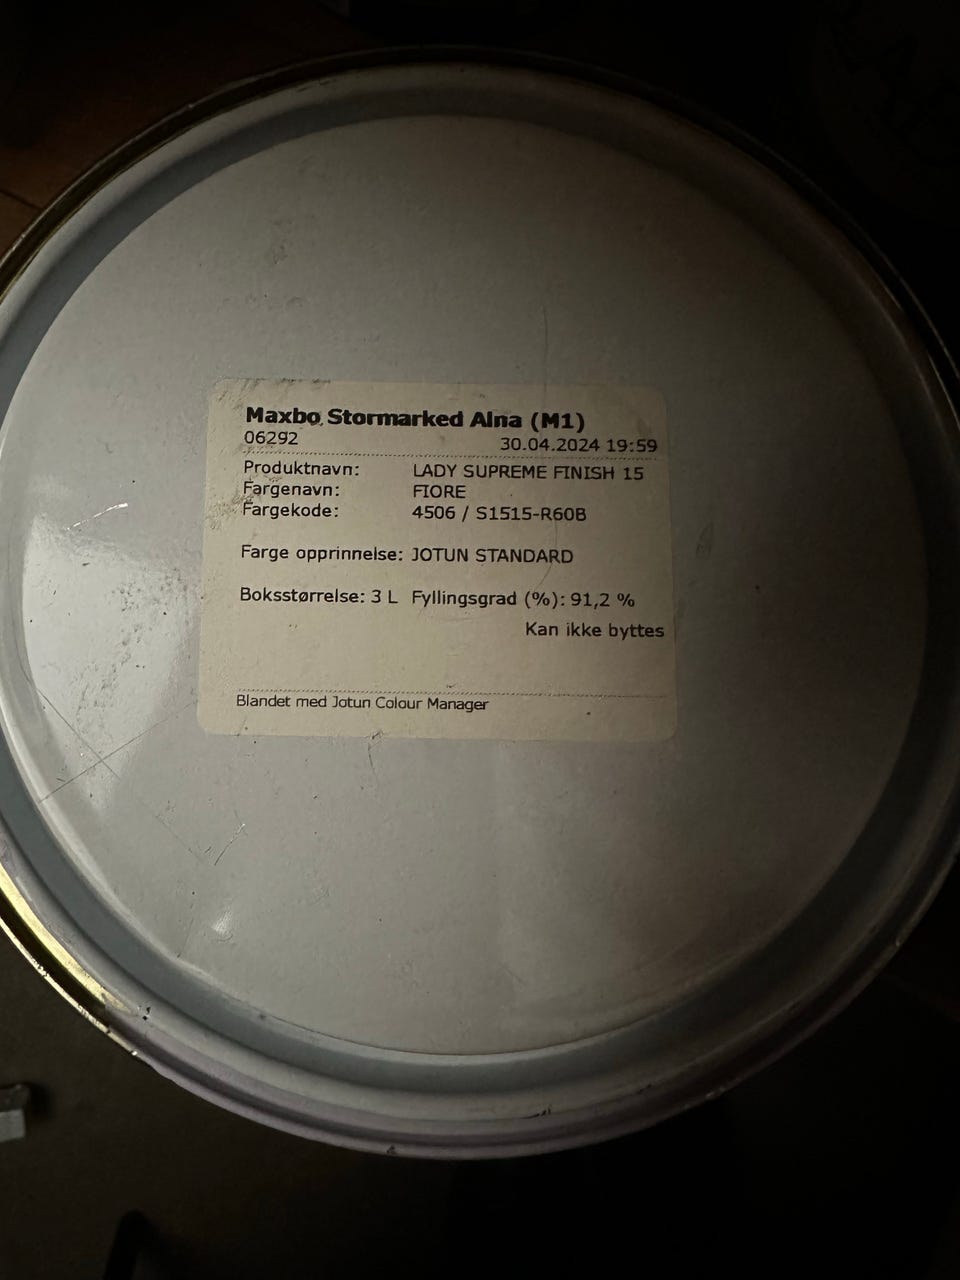 Maxbo Stormarked Alna (M1)
06292 30.04.2024 19:59
Produktnavn: LADY SUPREME FINISH 15
Fargenavn: FIORE
Fargekode: 4506 / S1515-R60B
Farge opprinnelse: JOTUN STANDARD
Boksstørrelse: 3 L Fyllingsgrad (%): 91,2 %
Kan ikke byttes
Blandet med Jotun Colour Manager